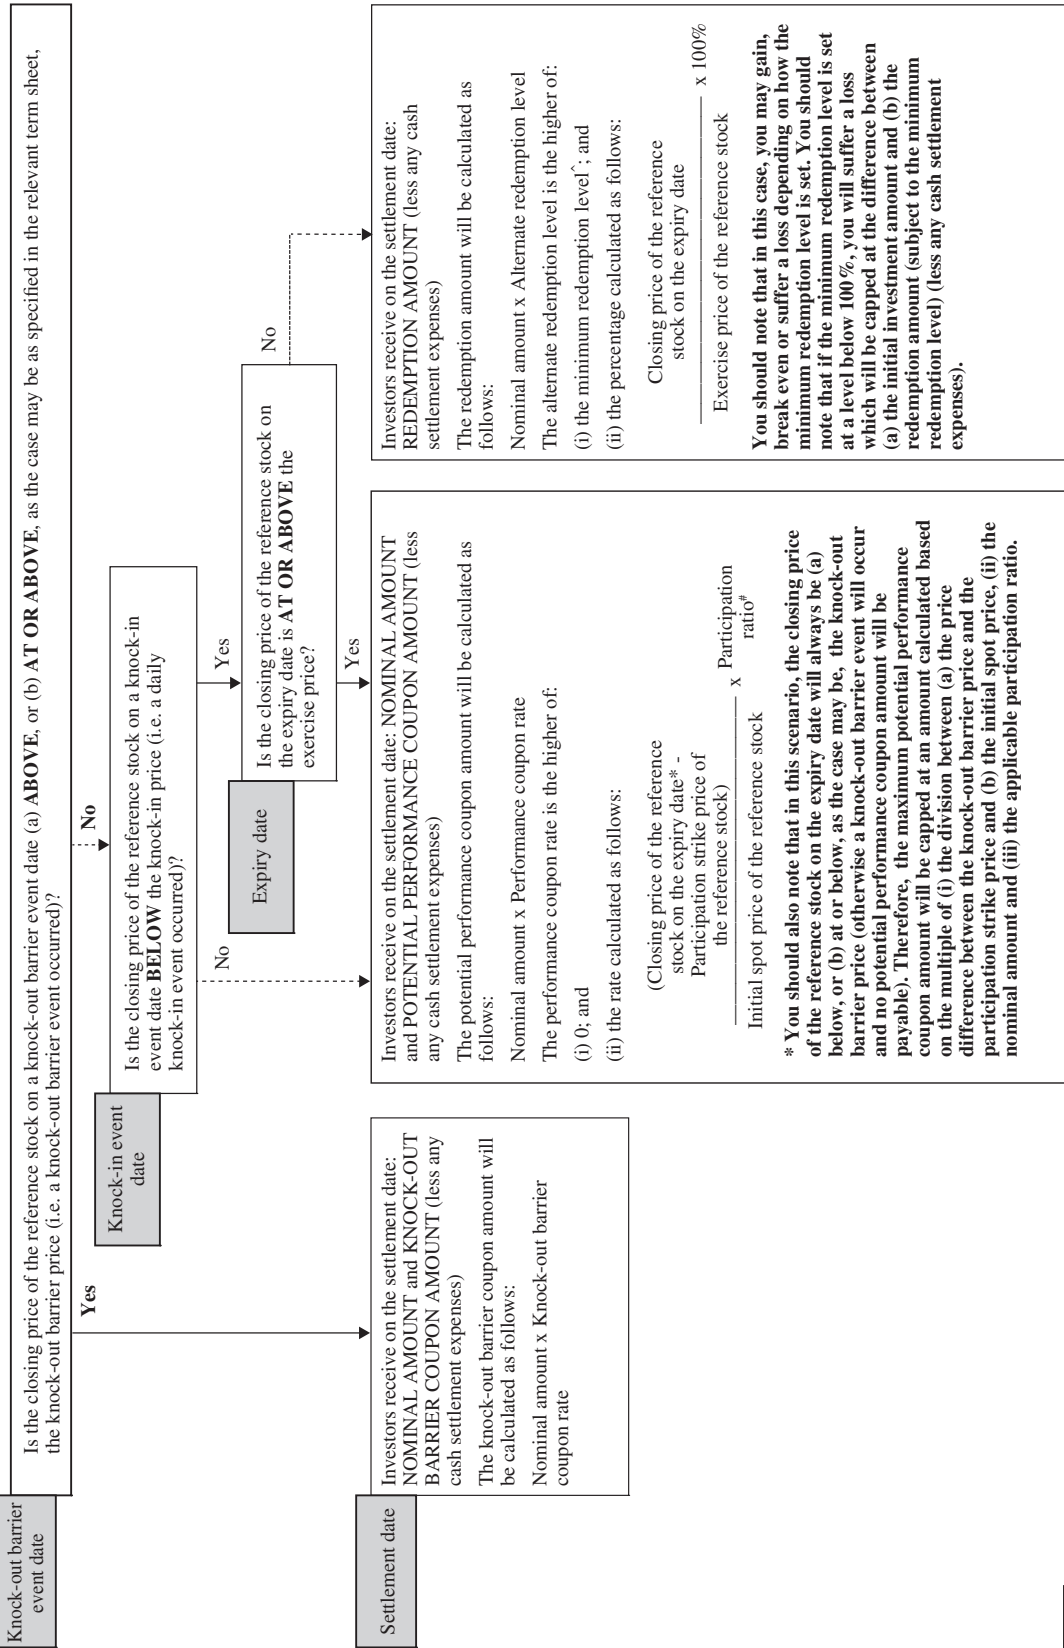 Knock-out barrier
event date
Is the closing price of the reference stock on a knock-out barrier event date (a) ABOVE, or (b) AT OR ABOVE, as the case may be as specified in the relevant term sheet,
the knock-out barrier price (i.e. a knock-out barrier event occurred)?
Yes
No
Knock-in event
date
Is the closing price of the reference stock on a knock-in
event date BELOW the knock-in price (i.e. a daily
knock-in event occurred)?
No
Yes
Expiry date
Is the closing price of the reference stock on
the expiry date is AT OR ABOVE the
exercise price?
Yes
No
Settlement date
Investors receive on the settlement date:
NOMINAL AMOUNT and KNOCK-OUT
BARRIER COUPON AMOUNT (less any
cash settlement expenses)
The knock-out barrier coupon amount will
be calculated as follows:
Nominal amount x Knock-out barrier
coupon rate
Investors receive on the settlement date: NOMINAL AMOUNT
and POTENTIAL PERFORMANCE COUPON AMOUNT (less
any cash settlement expenses)
The potential performance coupon amount will be calculated as
follows:
Nominal amount x Performance coupon rate
The performance coupon rate is the higher of:
(i) 0; and
(ii) the rate calculated as follows:
(Closing price of the reference
stock on the expiry date* -
Participation strike price of
the reference stock)
Initial spot price of the reference stock
x Participation
ratio#
* You should also note that in this scenario, the closing price
of the reference stock on the expiry date will always be (a)
below, or (b) at or below, as the case may be, the knock-out
barrier price (otherwise a knock-out barrier event will occur
and no potential performance coupon amount will be
payable). Therefore, the maximum potential performance
coupon amount will be capped at an amount calculated based
on the multiple of (i) the division between (a) the price
difference between the knock-out barrier price and the
participation strike price and (b) the initial spot price, (ii) the
nominal amount and (iii) the applicable participation ratio.
Investors receive on the settlement date:
REDEMPTION AMOUNT (less any cash
settlement expenses)
The redemption amount will be calculated as
follows:
Nominal amount x Alternate redemption level
The alternate redemption level is the higher of:
(i) the minimum redemption level^; and
(ii) the percentage calculated as follows:
Closing price of the reference
stock on the expiry date
Exercise price of the reference stock
x 100%
You should note that in this case, you may gain,
break even or suffer a loss depending on how the
minimum redemption level is set. You should
note that if the minimum redemption level is set
at a level below 100%, you will suffer a loss
which will be capped at the difference between
(a) the initial investment amount and (b) the
redemption amount (subject to the minimum
redemption level) (less any cash settlement
expenses).